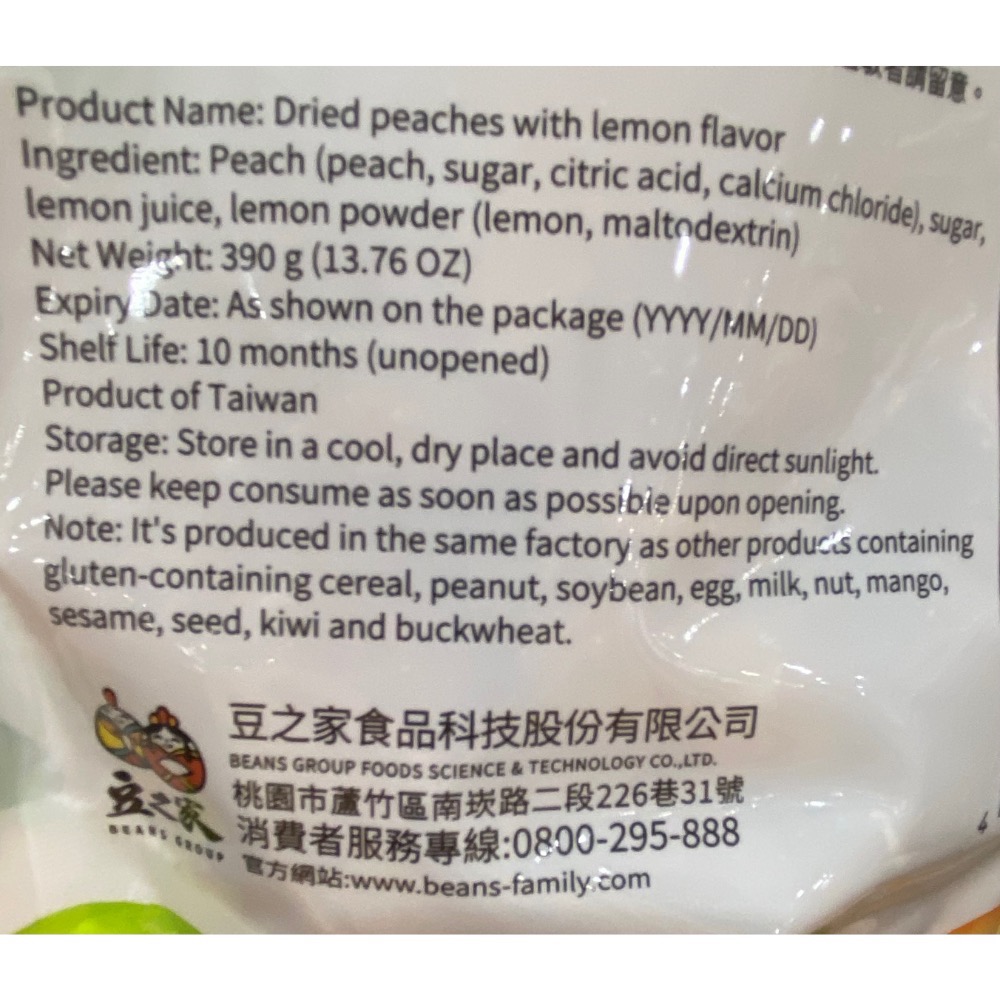 者請留意。
Product Name: Dried peaches with lemon flavor
Ingredient: Peach (peach, sugar, citric acid, calcium chloride), sugar,
lemon juice, lemon powder (lemon, maltodextrin)
Net Weight: 390 g (13.76 OZ)
Expiry Date: As shown on the package (YYYY/MM/DD)
Shelf Life: 10 months (unopened)
Product of Taiwan
Storage: Store in a cool, dry place and avoid direct sunlight.
Please keep consume as soon as possible upon opening.
Note: It's produced in the same factory as other products containing
gluten-containing cereal, peanut, soybean, egg, milk, nut, mango,
sesame, seed, kiwi and buckwheat.
豆之家食品科技股份有限公司
BEANS GROUP FOODS SCIENCE & TECHNOLOGY CO.,LTD.
桃園市蘆竹區南崁路二段226巷31號
消費者服務專線:0800-295-888
官方網站:www.beans-family.com
豆之家
BEANS GROUP